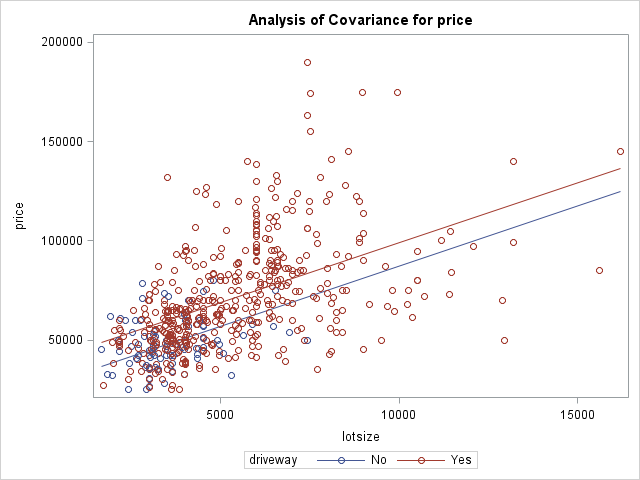 Analysis of Covariance for price
200000
150000
100000
50000
price
5000 10000 15000
lotsize
driveway No Yes